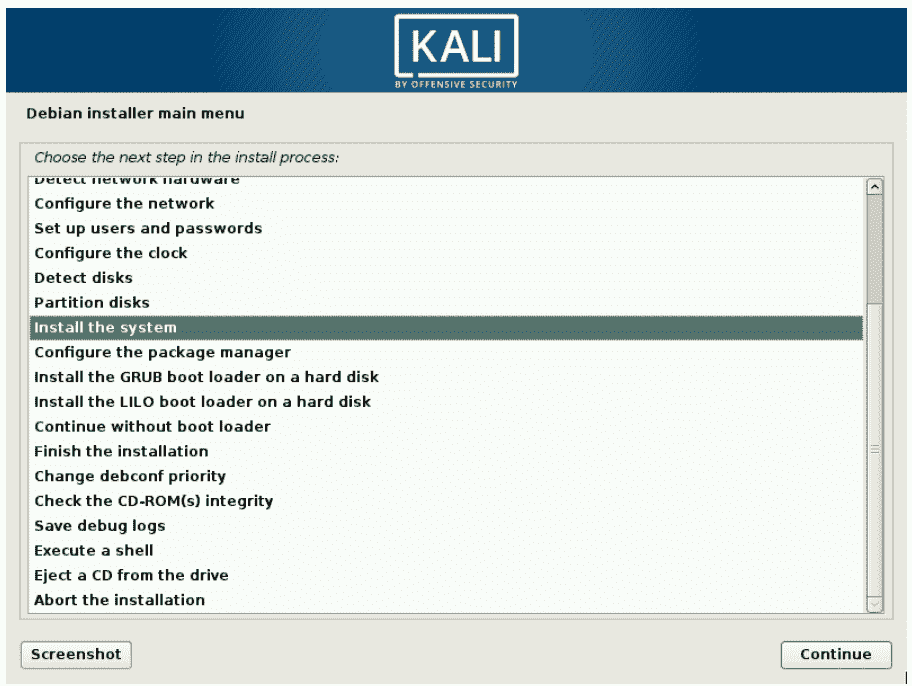 KALI
BY OFFENSIVE SECURITY
Debian installer main menu
Choose the next step in the install process:
Detect network hardware
Configure the network
Set up users and passwords
Configure the clock
Detect disks
Partition disks
Install the system
Configure the package manager
Install the GRUB boot loader on a hard disk
Install the LILO boot loader on a hard disk
Continue without boot loader
Finish the installation
Change debconf priority
Check the CD-ROM(s) integrity
Save debug logs
Execute a shell
Eject a CD from the drive
Abort the installation
Screenshot
Continue